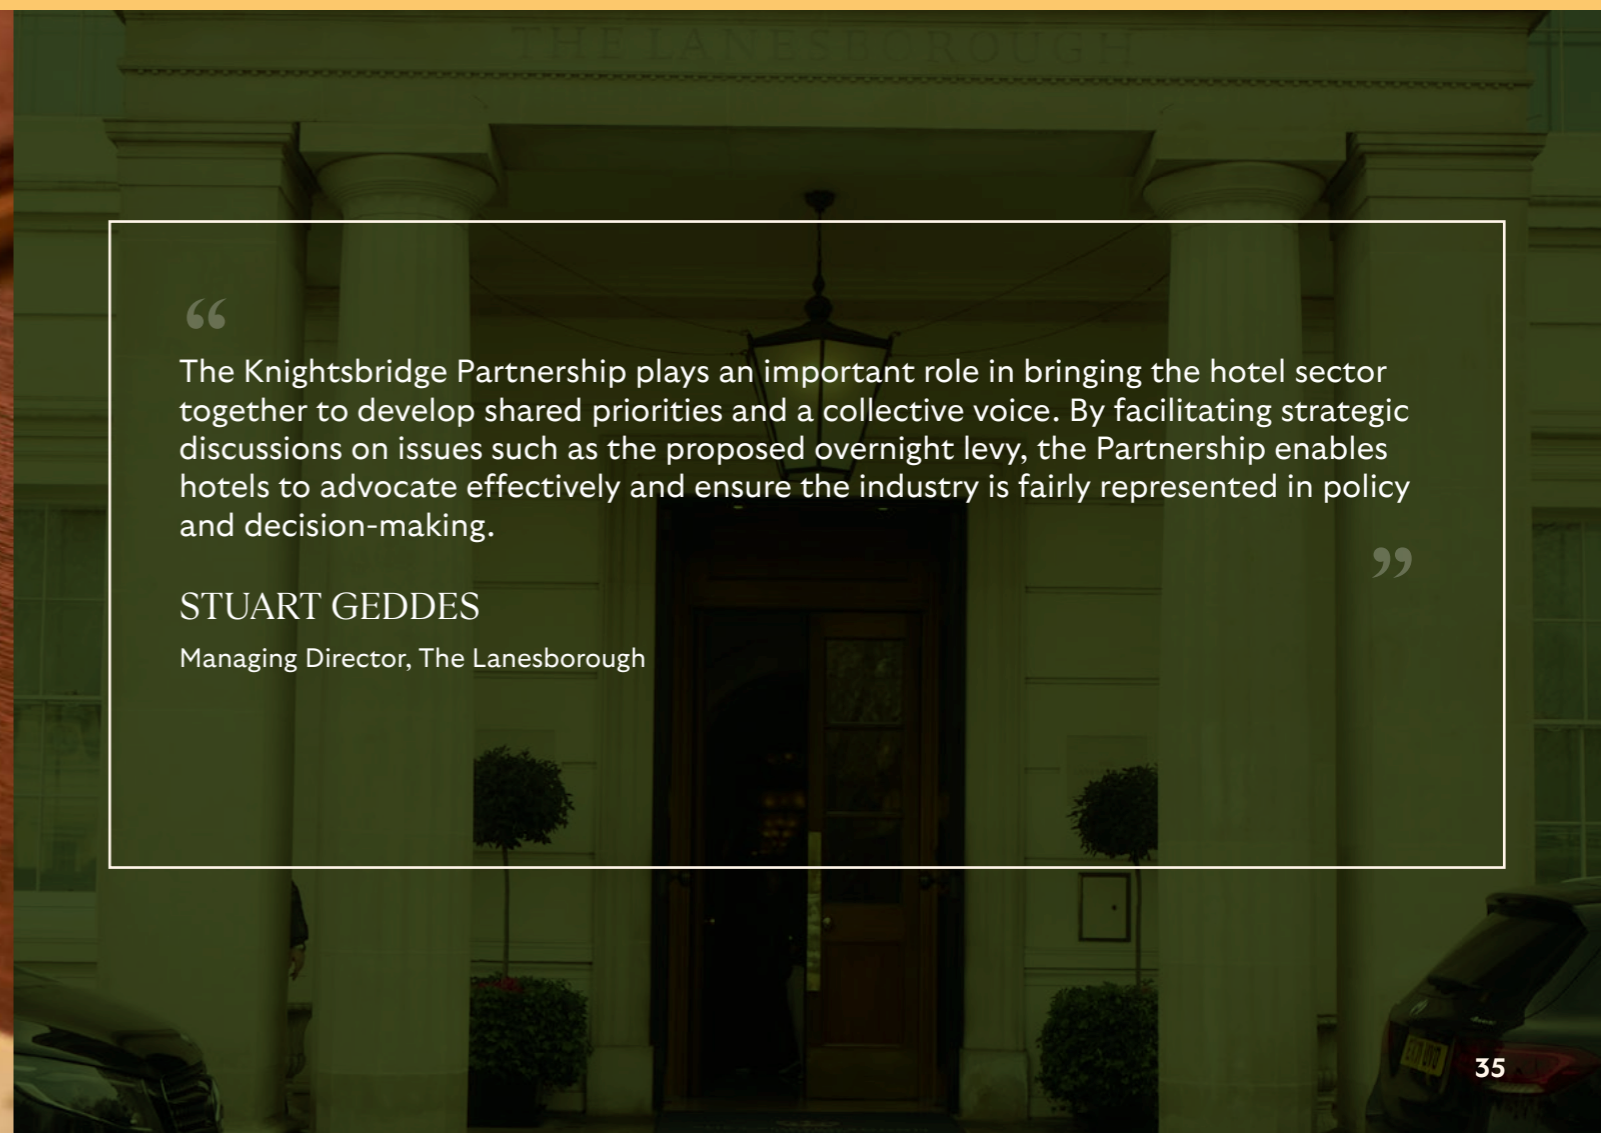 THE LANESBOROUGH
“
The Knightsbridge Partnership plays an important role in bringing the hotel sector
together to develop shared priorities and a collective voice. By facilitating strategic
discussions on issues such as the proposed overnight levy, the Partnership enables
hotels to advocate effectively and ensure the industry is fairly represented in policy
and decision-making.
”
STUART GEDDES
Managing Director, The Lanesborough
35